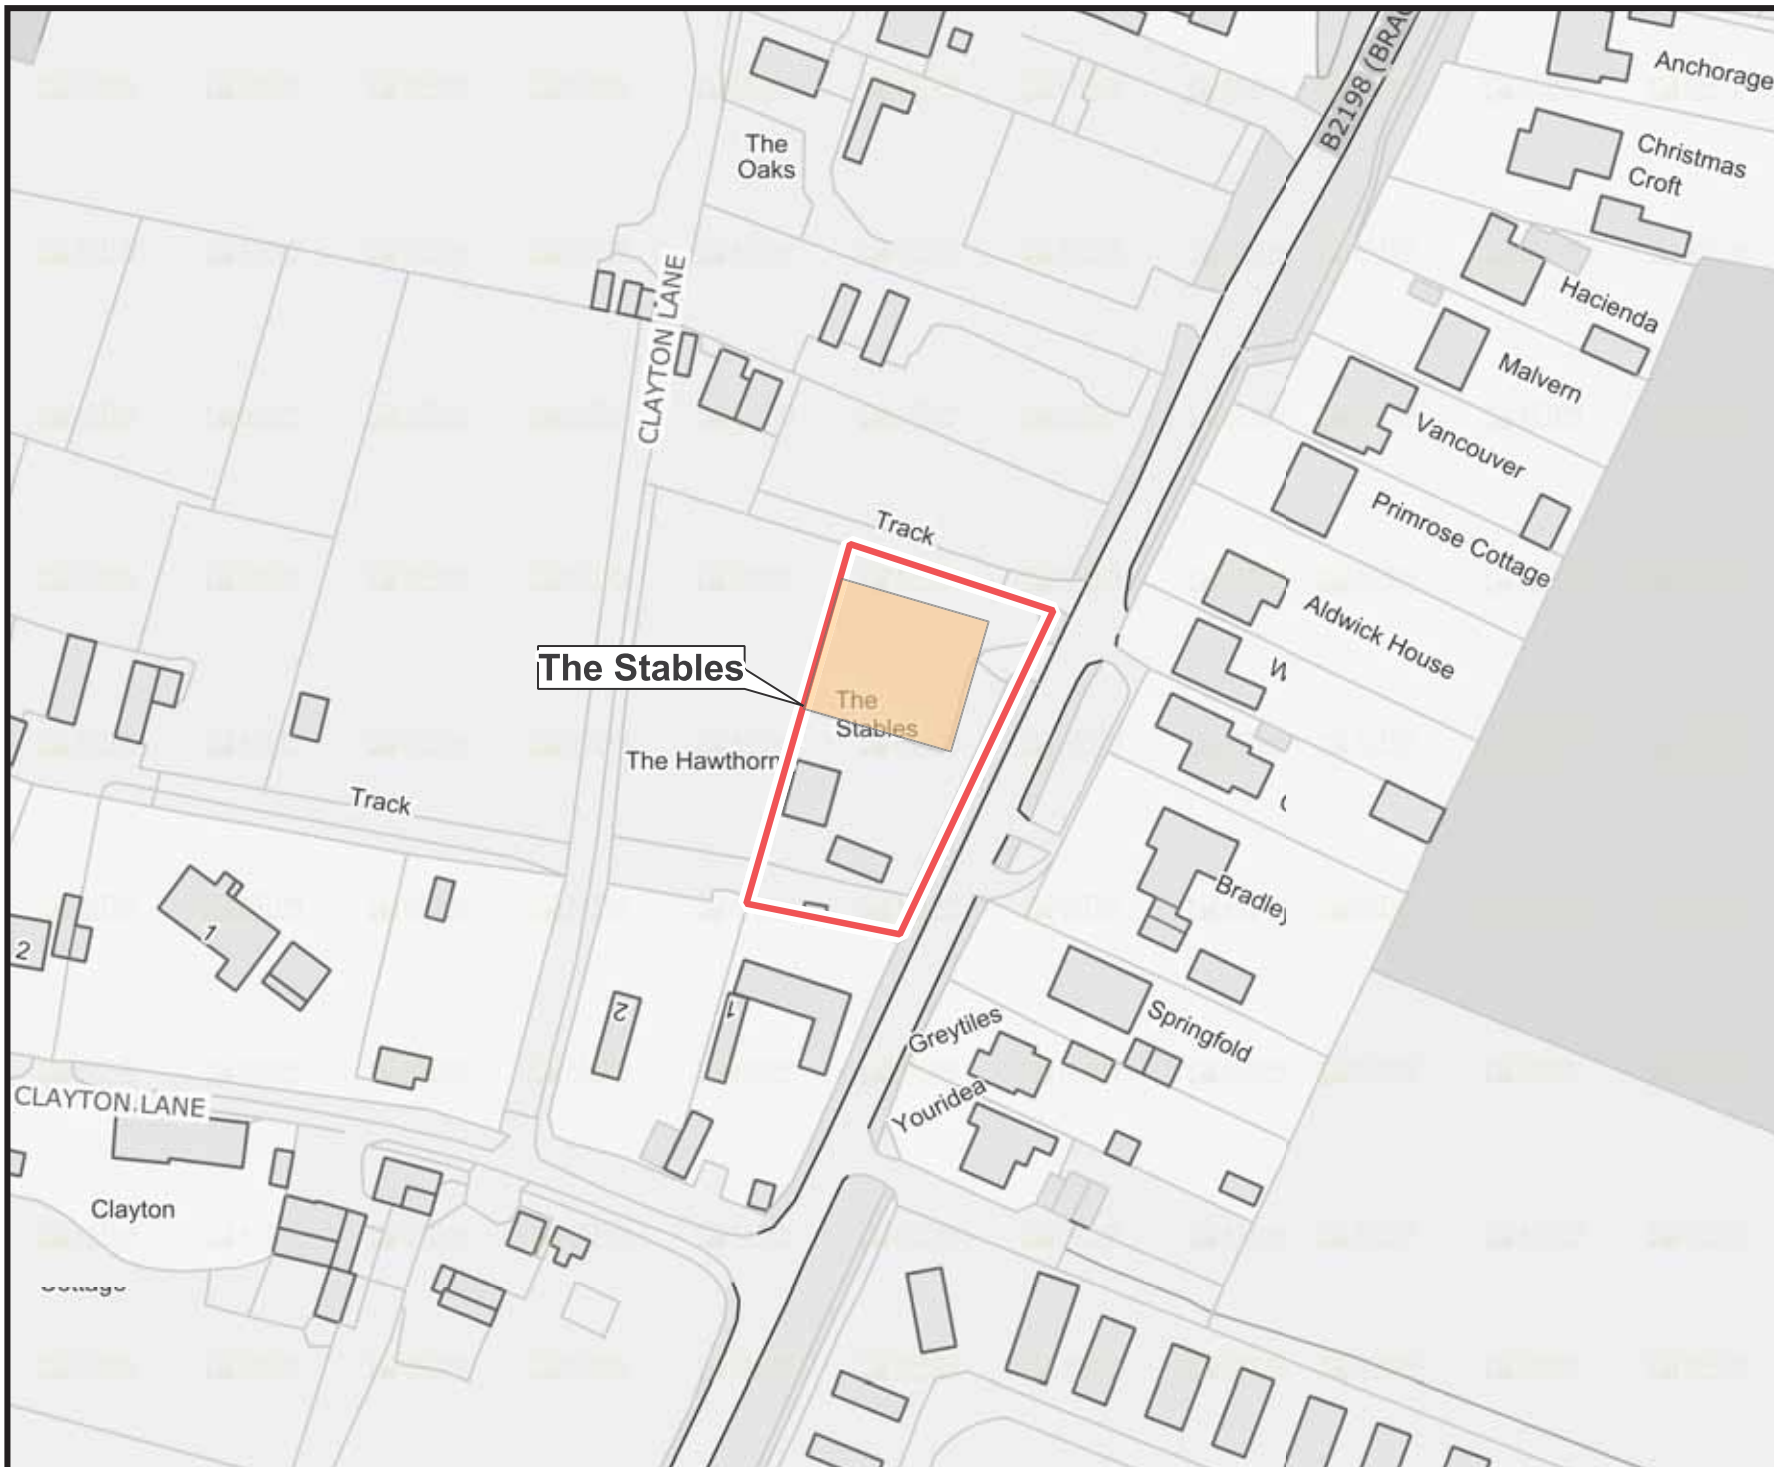 B2198 (BRA
Anchorage
The
Oaks
Christmas
Croft
CLAYTON LANE
Hacienda
Malvern
Vancouver
Track
Primrose Cottage
Aldwick House
The Stables
W
The
Stables
The Hawthorn
Track
Bradley
1
2
2
1
Greytiles
Springfold
Youridea
CLAYTON LANE
Clayton